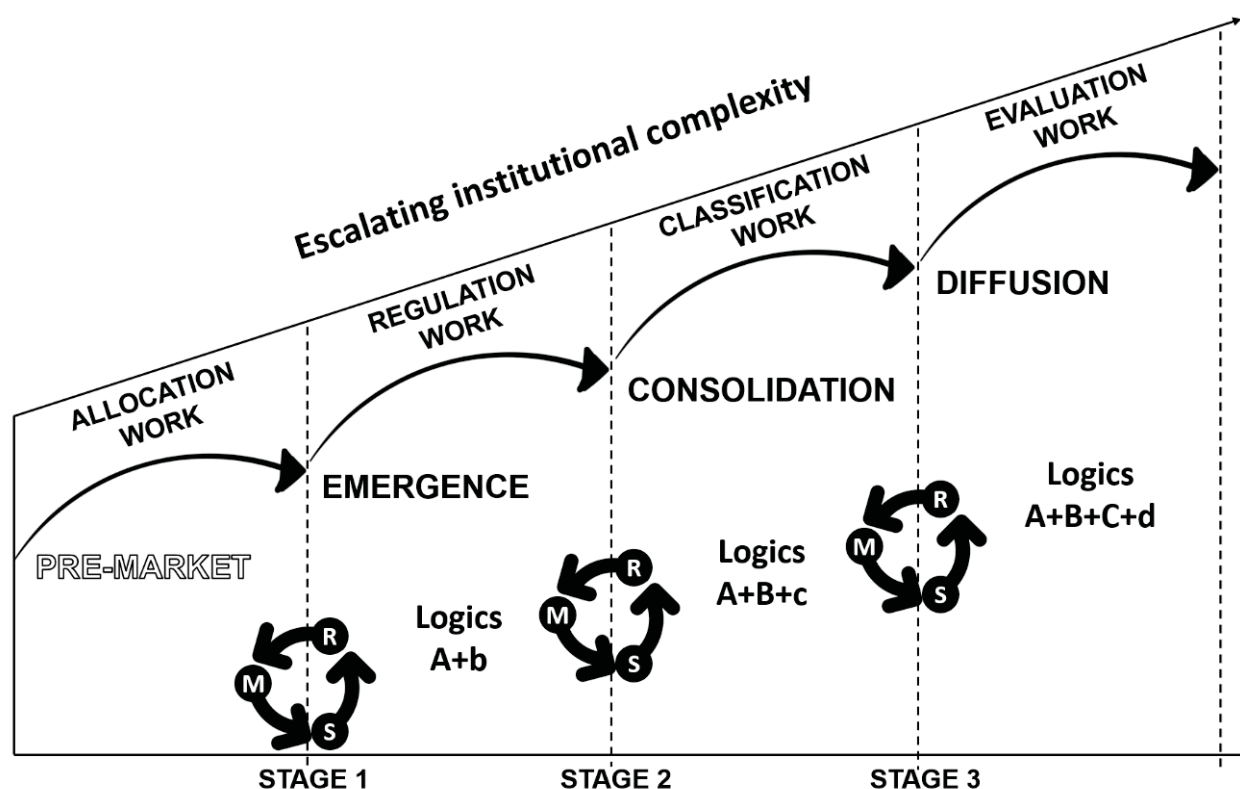 Escalating institutional complexity
ALLOCATION
WORK
REGULATION
WORK
CLASSIFICATION
WORK
EVALUATION
WORK
PRE-MARKET
EMERGENCE
CONSOLIDATION
DIFFUSION
R
M
S
Logics
A+b
R
M
S
Logics
A+B+c
R
M
S
Logics
A+B+C+d
STAGE 1
STAGE 2
STAGE 3